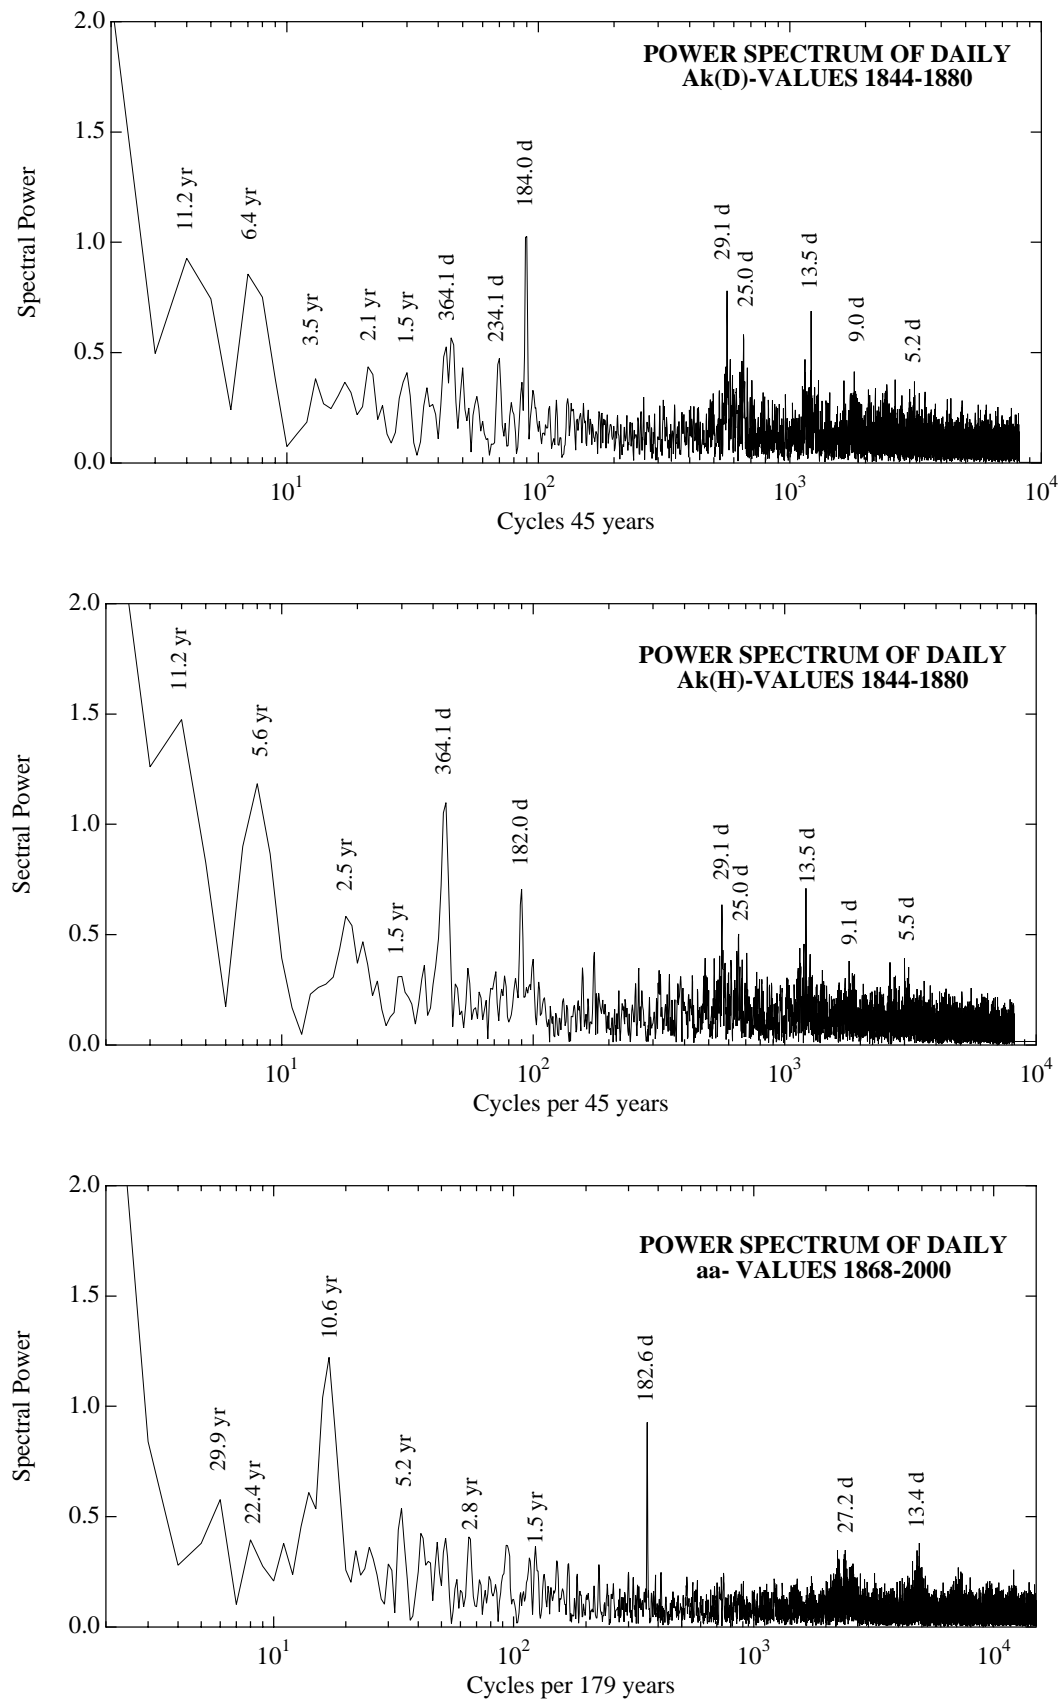 POWER SPECTRUM OF DAILY
Ak(D)-VALUES 1844-1880
Spectral Power
2.0
1.5
1.0
0.5
0.0
11.2 yr
6.4 yr
3.5 yr
2.1 yr
1.5 yr
364.1 d
234.1 d
184.0 d
29.1 d
25.0 d
13.5 d
9.0 d
5.2 d
10^1
10^2
10^3
10^4
Cycles 45 years
POWER SPECTRUM OF DAILY
Ak(H)-VALUES 1844-1880
Sectral Power
2.0
1.5
1.0
0.5
0.0
11.2 yr
5.6 yr
2.5 yr
1.5 yr
364.1 d
182.0 d
29.1 d
25.0 d
13.5 d
9.1 d
5.5 d
10^1
10^2
10^3
10^4
Cycles per 45 years
POWER SPECTRUM OF DAILY
aa- VALUES 1868-2000
Spectral Power
2.0
1.5
1.0
0.5
0.0
29.9 yr
22.4 yr
10.6 yr
5.2 yr
2.8 yr
1.5 yr
182.6 d
27.2 d
13.4 d
10^1
10^2
10^3
10^4
Cycles per 179 years